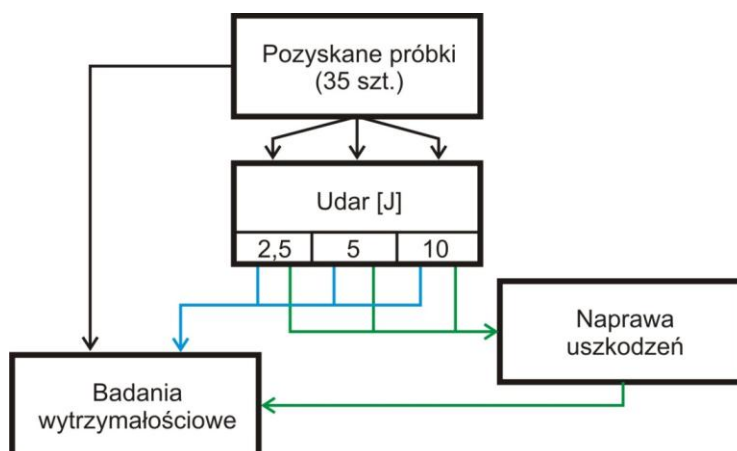 Pozyskane próbki
(35 szt.)
Udar [J]
2,5 5 10
Naprawa
uszkodzeń
Badania
wytrzymałościowe